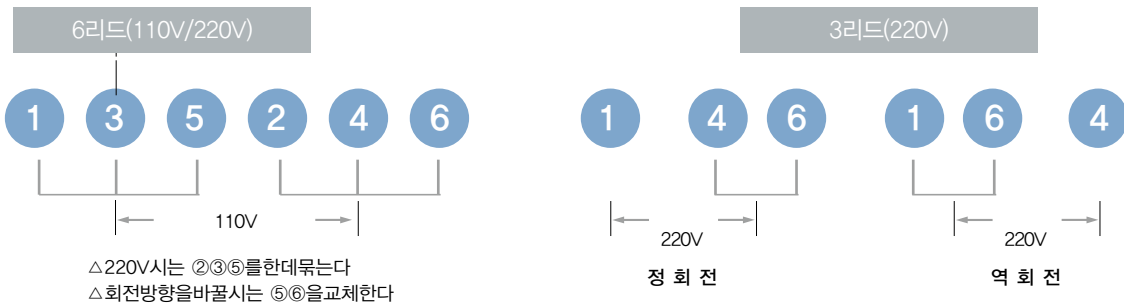 6리드(110V/220V)
3리드(220V)
1 3 5 2 4 6
1 4 6
1 6 4
110V
220V
220V
정 회 전
역 회 전
△220V시는 ②③⑤를한데묶는다
△회전방향을바꿀시는 ⑤⑥을교체한다